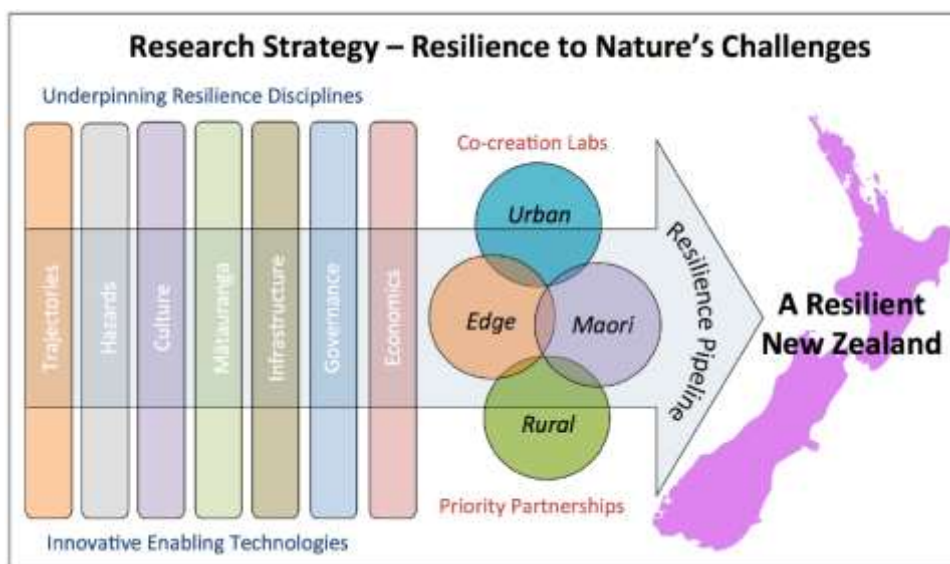 Research Strategy – Resilience to Nature's Challenges
Underpinning Resilience Disciplines
Trajectories
Hazards
Culture
Mātauranga
Infrastructure
Governance
Economics
Innovative Enabling Technologies
Co-creation Labs
Urban
Edge
Maori
Rural
Priority Partnerships
Resilience Pipeline
A Resilient
New Zealand